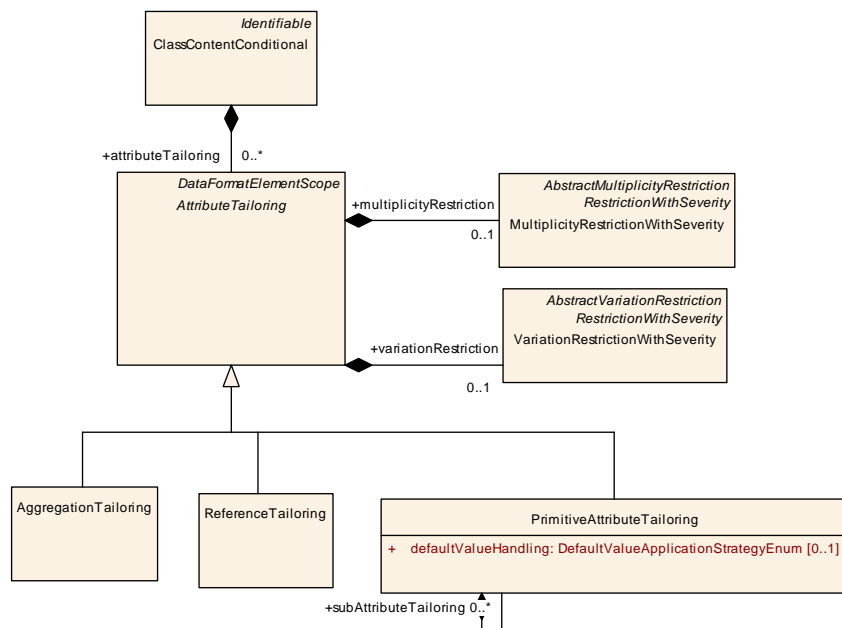 Identifiable
ClassContentConditional
+attributeTailoring 0..*
DataFormatElementScope
AttributeTailoring
+multiplicityRestriction
0..1
AbstractMultiplicityRestriction
RestrictionWithSeverity
MultiplicityRestrictionWithSeverity
+variationRestriction
0..1
AbstractVariationRestriction
RestrictionWithSeverity
VariationRestrictionWithSeverity
AggregationTailoring
ReferenceTailoring
PrimitiveAttributeTailoring
+ defaultValueHandling: DefaultValueApplicationStrategyEnum [0..1]
+subAttributeTailoring 0..*